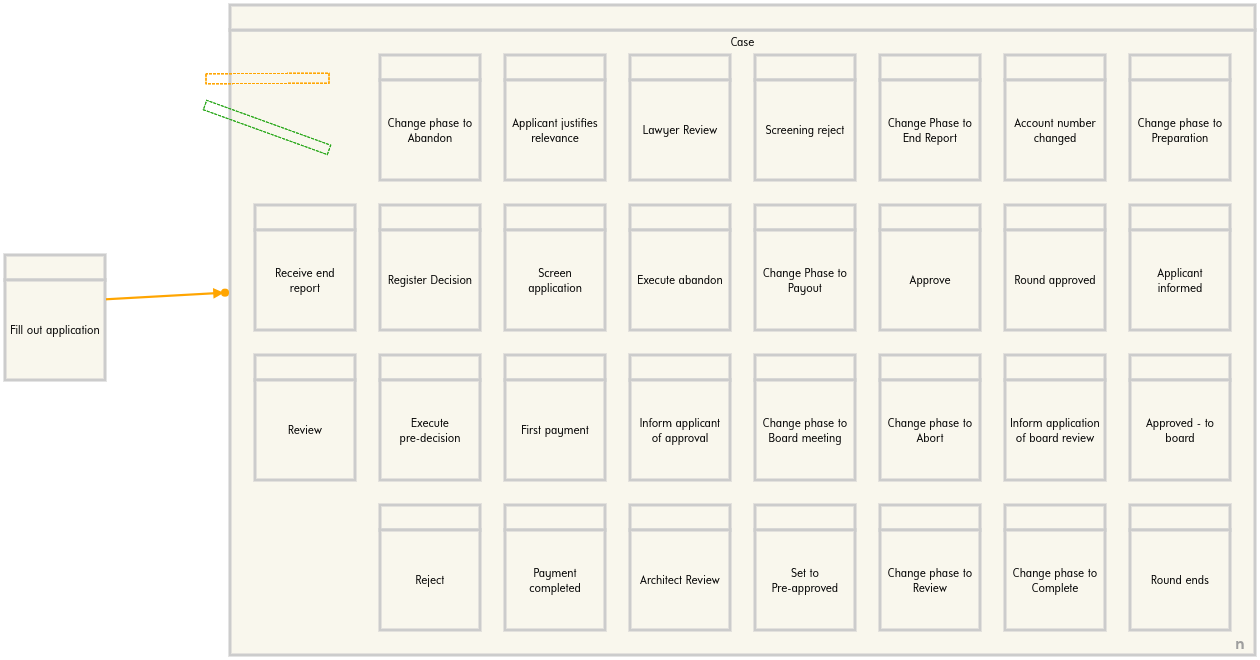 Case
Change phase to
Abandon
Applicant justifies
relevance
Lawyer Review
Screening reject
Change Phase to
End Report
Account number
changed
Change phase to
Preparation
Receive end
report
Register Decision
Screen
application
Execute abandon
Change Phase to
Payout
Approve
Round approved
Applicant
informed
Fill out application
Review
Execute
pre-decision
First payment
Inform applicant
of approval
Change phase to
Board meeting
Change phase to
Abort
Inform application
of board review
Approved - to
board
Reject
Payment
completed
Architect Review
Set to
Pre-approved
Change phase to
Review
Change phase to
Complete
Round ends
n